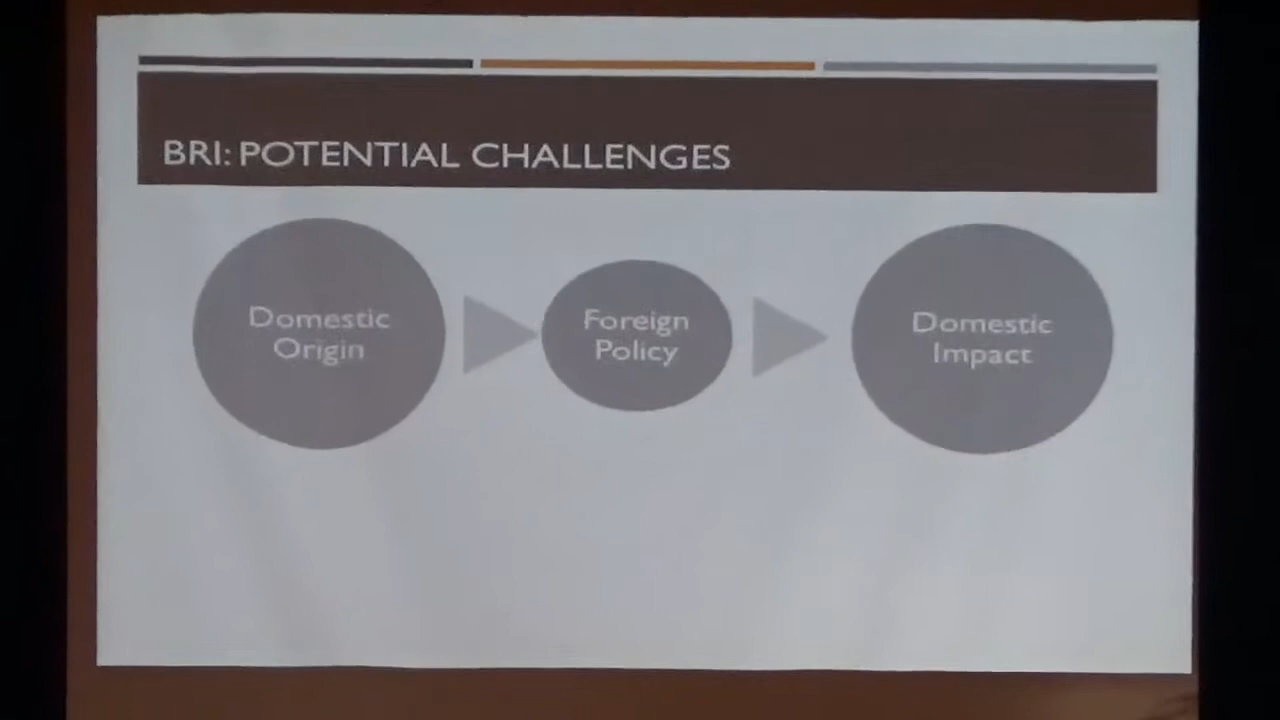 BRI: POTENTIAL CHALLENGES
Domestic
Origin
Foreign
Policy
Domestic
Impact